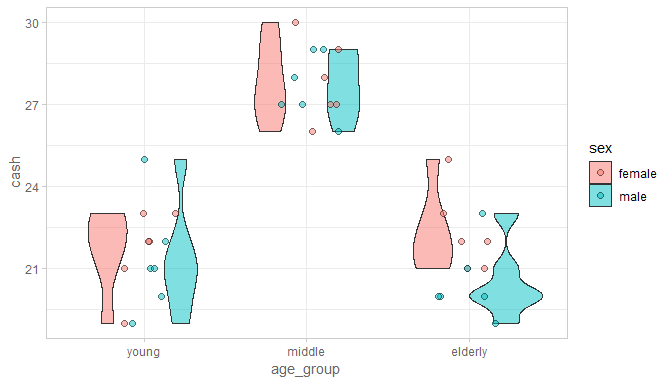 30
27
24
21
cash
young middle elderly
age_group
sex
female
male